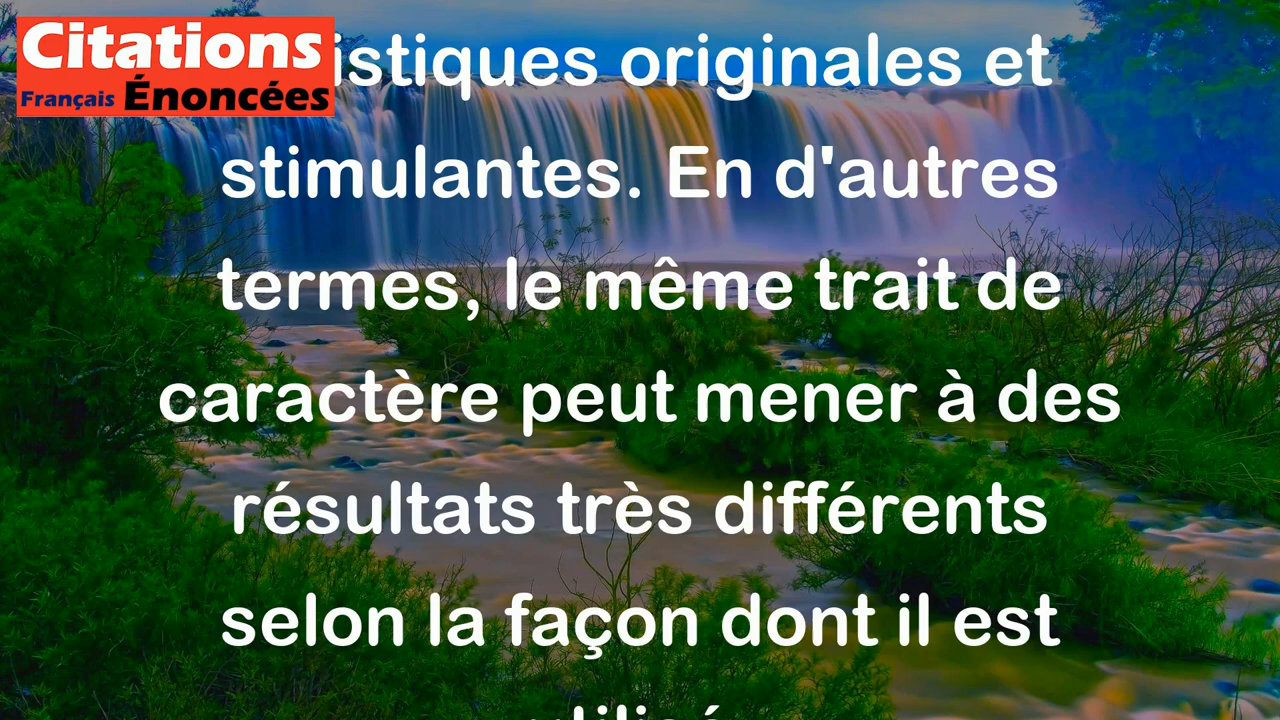 Citations
Français Énoncées
istiques originales et
stimulantes. En d'autres
termes, le même trait de
caractère peut mener à des
résultats très différents
selon la façon dont il est